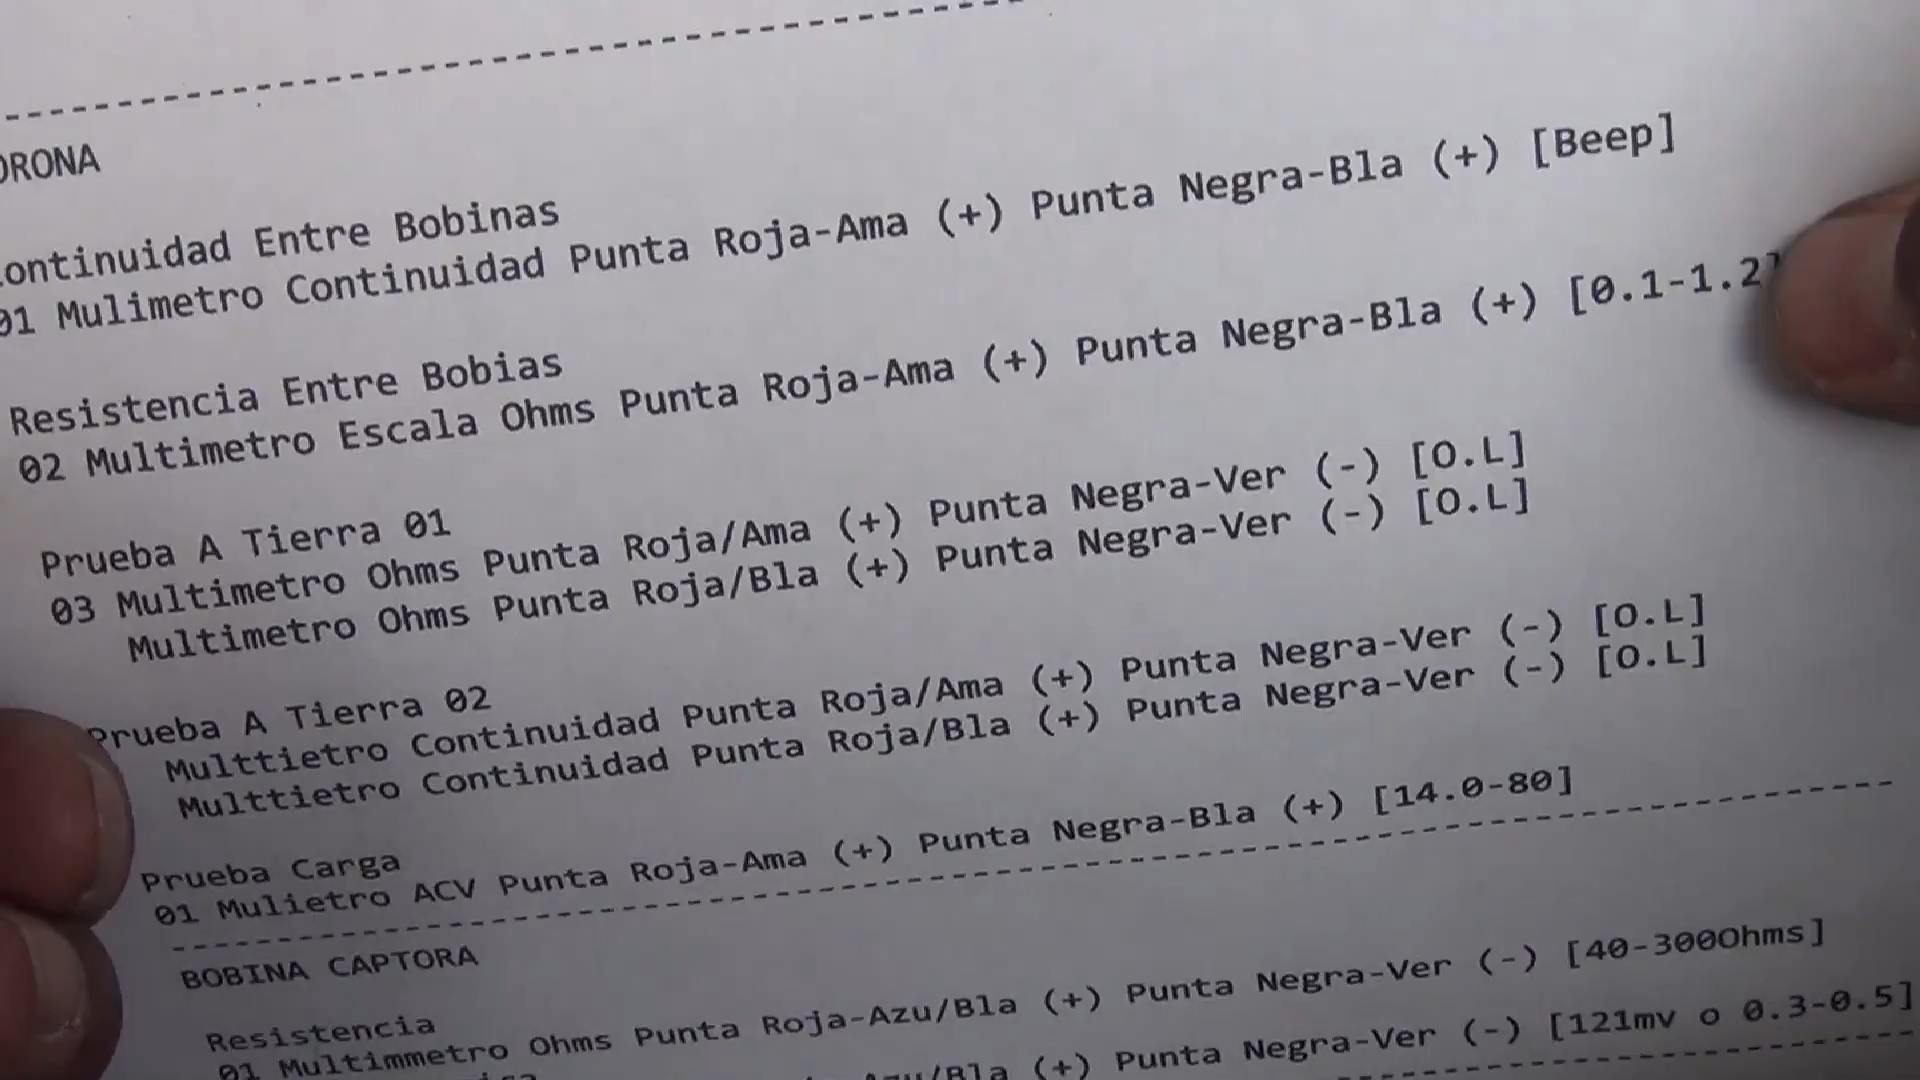 ORONA
ontinuidad Entre Bobinas
01 Mulimetro Continuidad Punta Roja-Ama (+) Punta Negra-Bla (+) [Beep]
Resistencia Entre Bobias
02 Multimetro Escala Ohms Punta Roja-Ama (+) Punta Negra-Bla (+) [0.1-1.2]
Prueba A Tierra 01
03 Multimetro Ohms Punta Roja/Ama (+) Punta Negra-Ver (-) [O.L]
Multimetro Ohms Punta Roja/Bla (+) Punta Negra-Ver (-) [O.L]
Prueba A Tierra 02
Multtietro Continuidad Punta Roja/Ama (+) Punta Negra-Ver (-) [O.L]
Multtietro Continuidad Punta Roja/Bla (+) Punta Negra-Ver (-) [O.L]
Prueba Carga
01 Mulietro ACV Punta Roja-Ama (+) Punta Negra-Bla (+) [14.0-80]
BOBINA CAPTORA
Resistencia
01 Multimmetro Ohms Punta Roja-Azu/Bla (+) Punta Negra-Ver (-) [40-300Ohms]
Azu/Bla (+) Punta Negra-Ver (-) [121mv o 0.3-0.5]